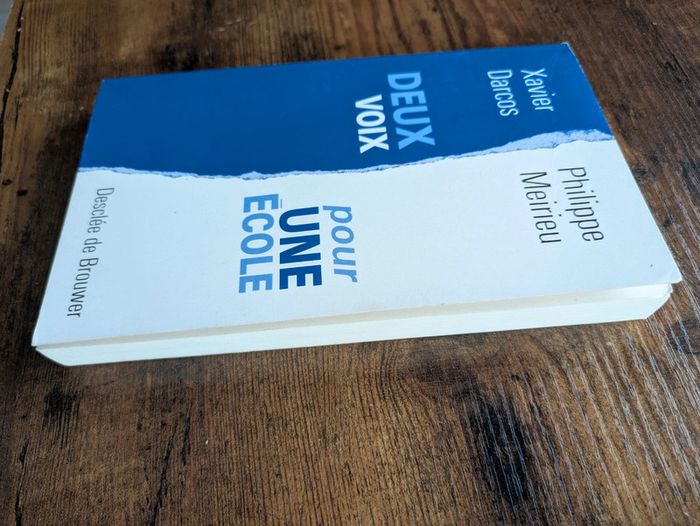 Xavier
Darcos
Philippe
Meirieu
DEUX
VOIX
pour
UNE
ÉCOLE
Desclée de Brouwer